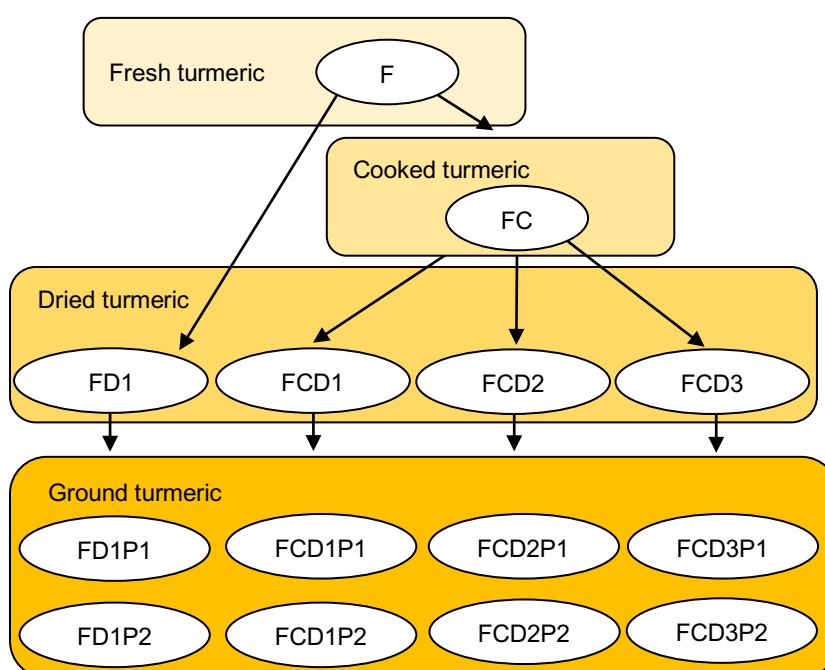 Fresh turmeric
F
Cooked turmeric
FC
Dried turmeric
FD1
FCD1
FCD2
FCD3
Ground turmeric
FD1P1
FCD1P1
FCD2P1
FCD3P1
FD1P2
FCD1P2
FCD2P2
FCD3P2